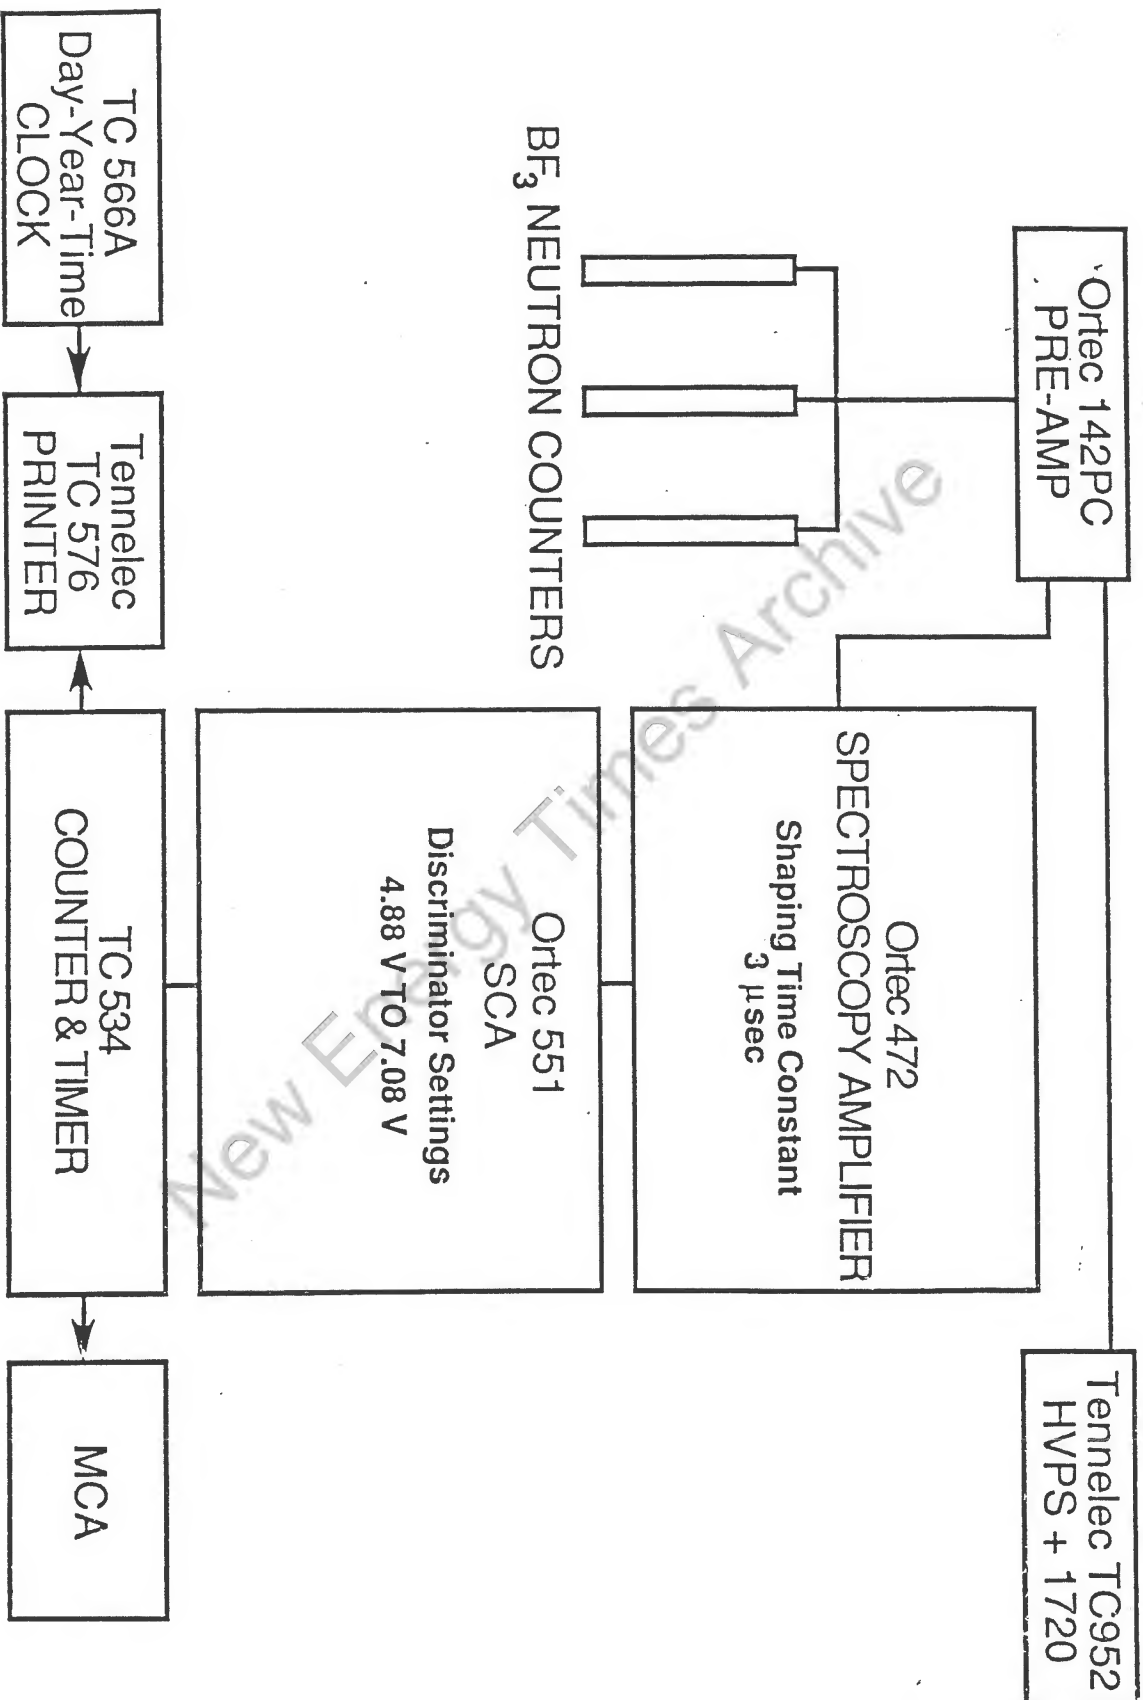 Ortec 142PC
PRE-AMP
Tennelec TC952
HVPS + 1720
BF3 NEUTRON COUNTERS
Ortec 472
SPECTROSCOPY AMPLIFIER
Shaping Time Constant
3 μsec
Ortec 551
SCA
Discriminator Settings
4.88 V TO 7.08 V
TC 566A
Day-Year-Time
CLOCK
Tennelec
TC 576
PRINTER
TC 534
COUNTER & TIMER
MCA
New Energy Times Archive